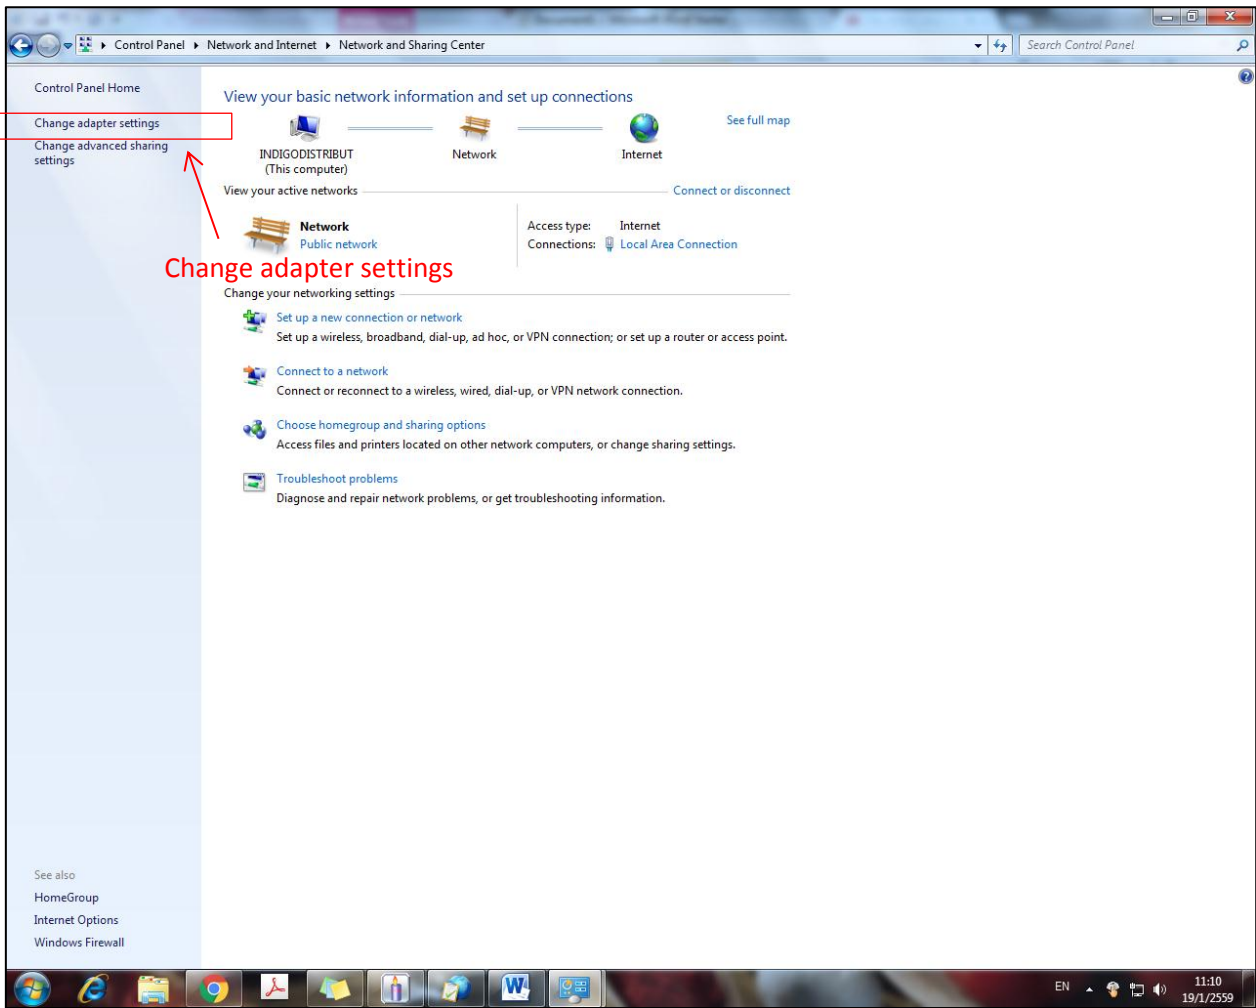 Control Panel ▸ Network and Internet ▸ Network and Sharing Center
Search Control Panel
Control Panel Home
Change adapter settings
Change advanced sharing
settings
View your basic network information and set up connections
See full map
INDIGODISTRIBUT
(This computer)
Network
Internet
View your active networks
Connect or disconnect
Network
Public network
Access type: Internet
Connections: Local Area Connection
Change adapter settings
Change your networking settings
Set up a new connection or network
Set up a wireless, broadband, dial-up, ad hoc, or VPN connection; or set up a router or access point.
Connect to a network
Connect or reconnect to a wireless, wired, dial-up, or VPN network connection.
Choose homegroup and sharing options
Access files and printers located on other network computers, or change sharing settings.
Troubleshoot problems
Diagnose and repair network problems, or get troubleshooting information.
See also
HomeGroup
Internet Options
Windows Firewall
EN
11:10
19/1/2559